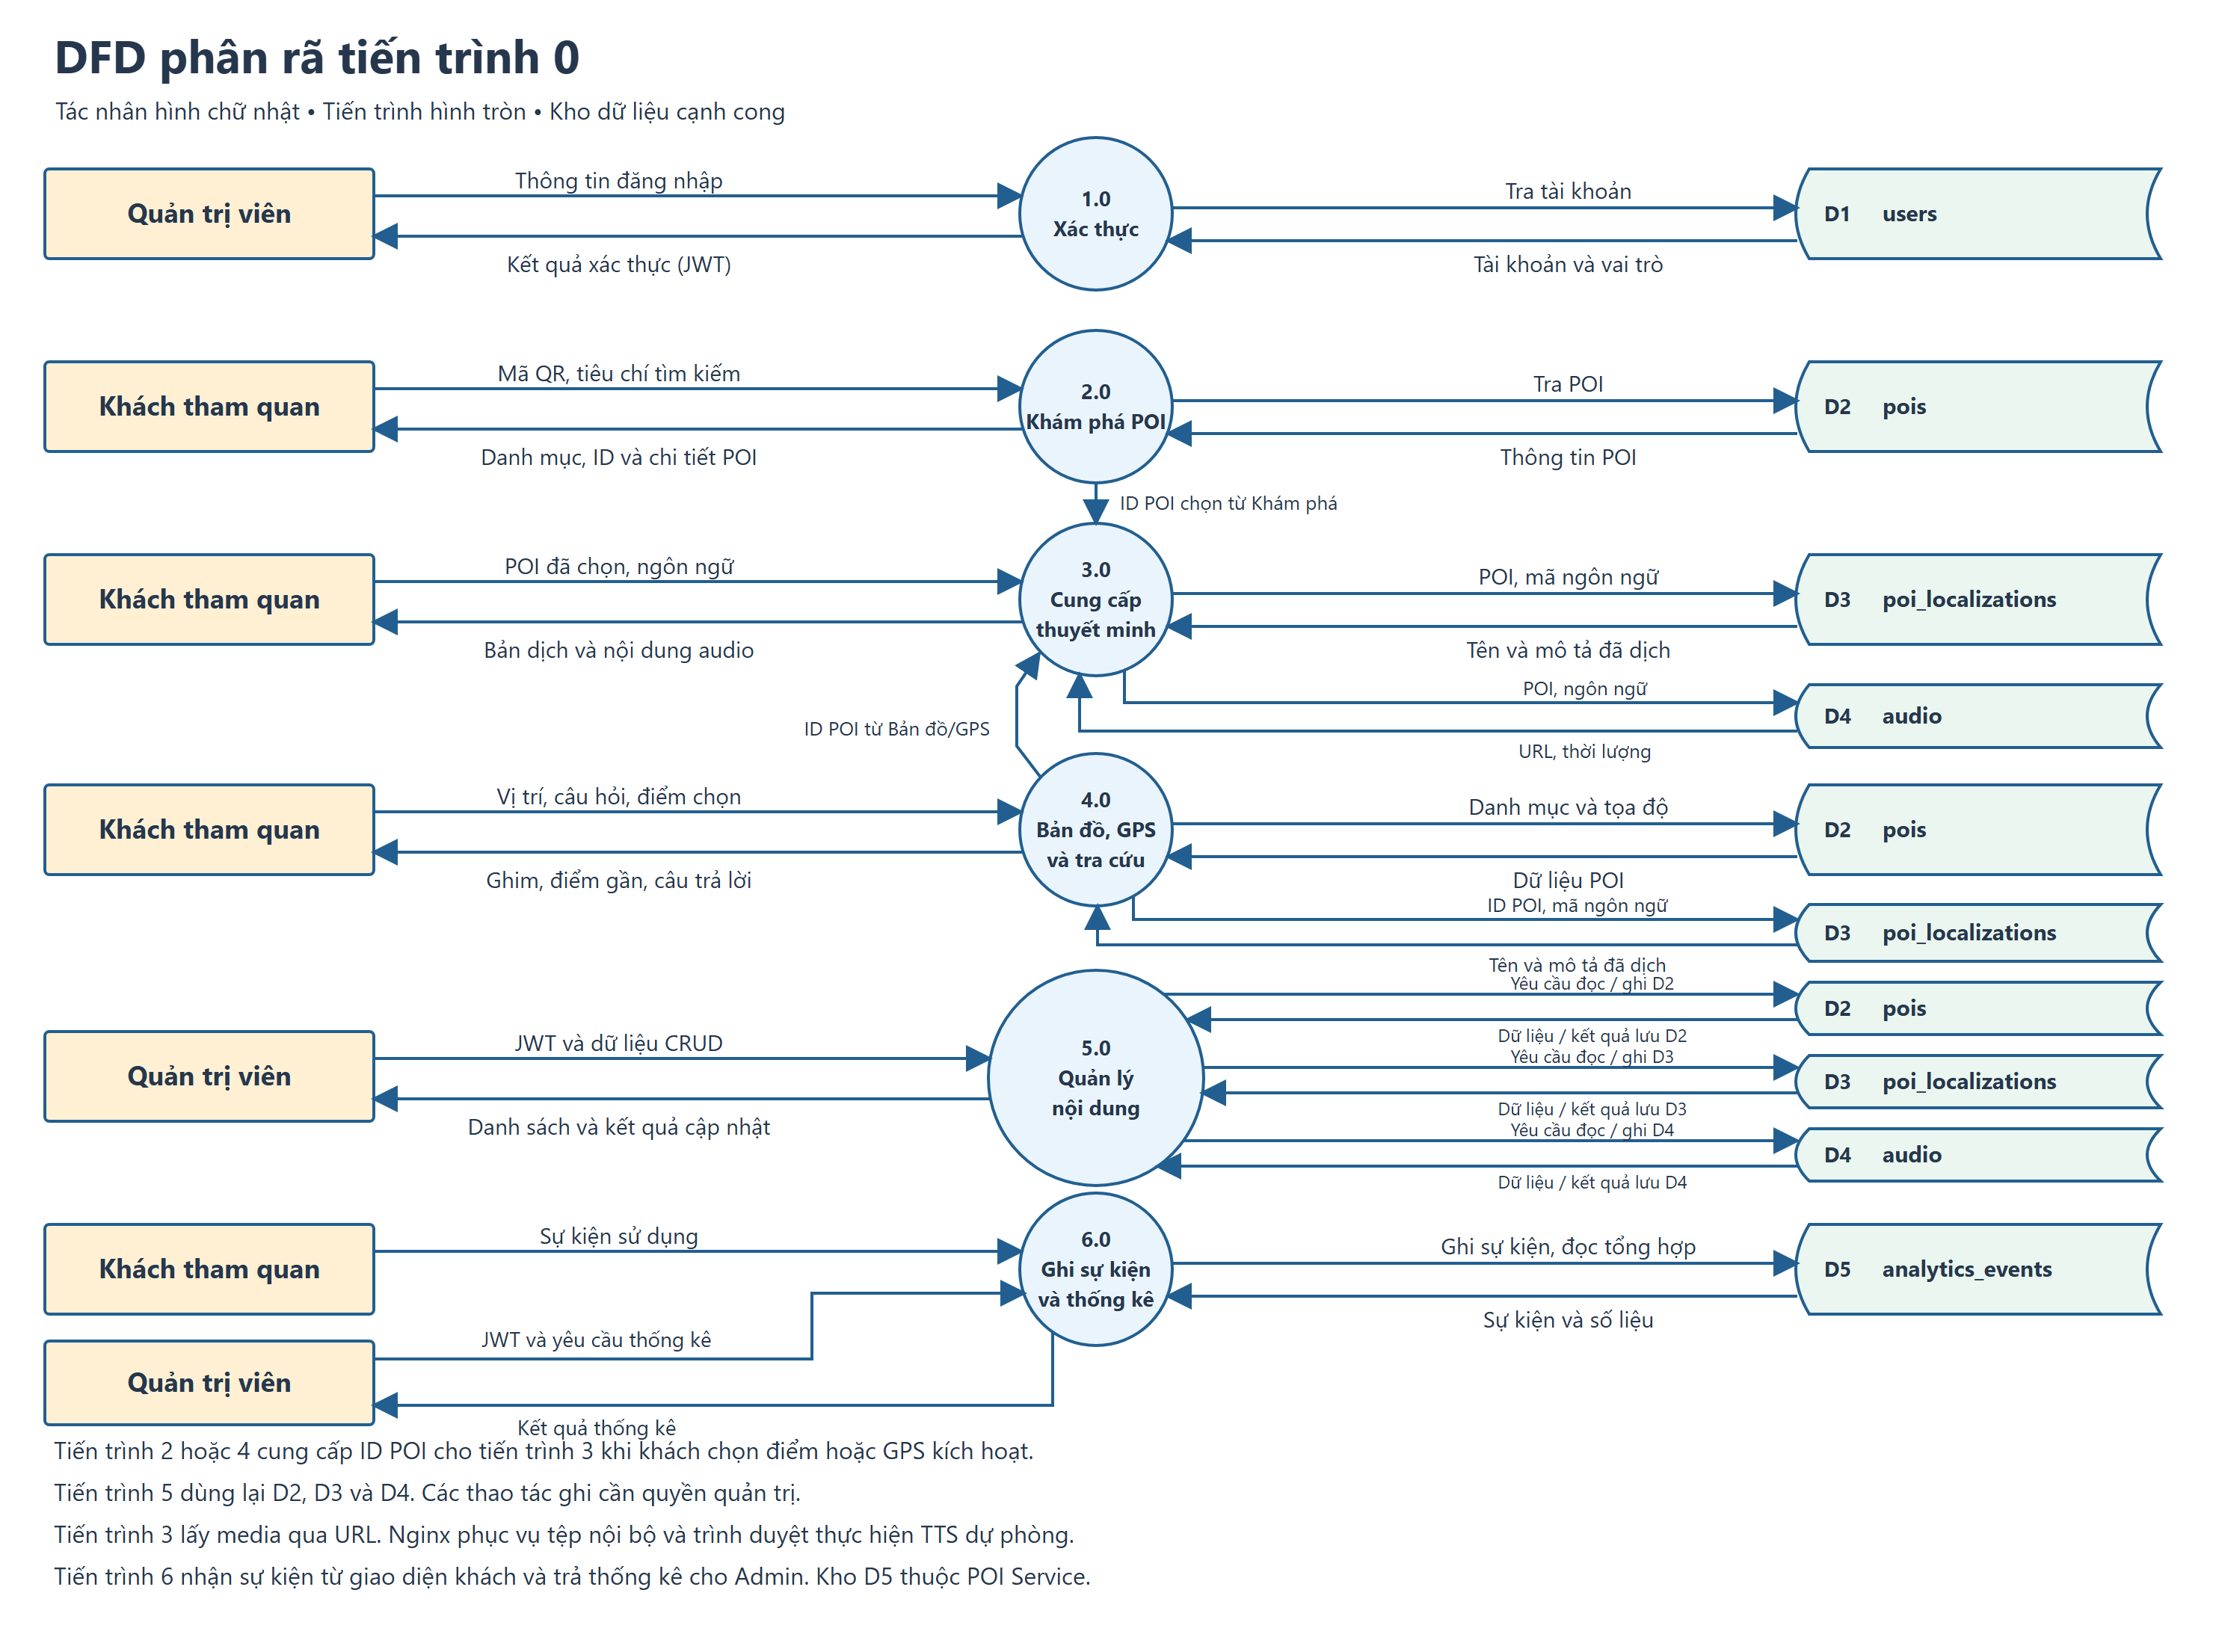 DFD phân rã tiến trình 0
Tác nhân hình chữ nhật • Tiến trình hình tròn • Kho dữ liệu cạnh cong
Quản trị viên
Thông tin đăng nhập
Kết quả xác thực (JWT)
1.0
Xác thực
Tra tài khoản
Tài khoản và vai trò
D1 users
Khách tham quan
Mã QR, tiêu chí tìm kiếm
Danh mục, ID và chi tiết POI
2.0
Khám phá POI
Tra POI
Thông tin POI
D2 pois
ID POI chọn từ Khám phá
Khách tham quan
POI đã chọn, ngôn ngữ
Bản dịch và nội dung audio
3.0
Cung cấp
thuyết minh
POI, mã ngôn ngữ
Tên và mô tả đã dịch
D3 poi_localizations
POI, ngôn ngữ
URL, thời lượng
D4 audio
ID POI từ Bản đồ/GPS
Khách tham quan
Vị trí, câu hỏi, điểm chọn
Ghim, điểm gần, câu trả lời
4.0
Bản đồ, GPS
và tra cứu
Danh mục và tọa độ
Dữ liệu POI
D2 pois
ID POI, mã ngôn ngữ
Tên và mô tả đã dịch
D3 poi_localizations
Quản trị viên
JWT và dữ liệu CRUD
Danh sách và kết quả cập nhật
5.0
Quản lý
nội dung
Yêu cầu đọc / ghi D2
Dữ liệu / kết quả lưu D2
D2 pois
Yêu cầu đọc / ghi D3
Dữ liệu / kết quả lưu D3
D3 poi_localizations
Yêu cầu đọc / ghi D4
Dữ liệu / kết quả lưu D4
D4 audio
Khách tham quan
Sự kiện sử dụng
6.0
Ghi sự kiện
và thống kê
Ghi sự kiện, đọc tổng hợp
Sự kiện và số liệu
D5 analytics_events
Quản trị viên
JWT và yêu cầu thống kê
Kết quả thống kê
Tiến trình 2 hoặc 4 cung cấp ID POI cho tiến trình 3 khi khách chọn điểm hoặc GPS kích hoạt.
Tiến trình 5 dùng lại D2, D3 và D4. Các thao tác ghi cần quyền quản trị.
Tiến trình 3 lấy media qua URL. Nginx phục vụ tệp nội bộ và trình duyệt thực hiện TTS dự phòng.
Tiến trình 6 nhận sự kiện từ giao diện khách và trả thống kê cho Admin. Kho D5 thuộc POI Service.